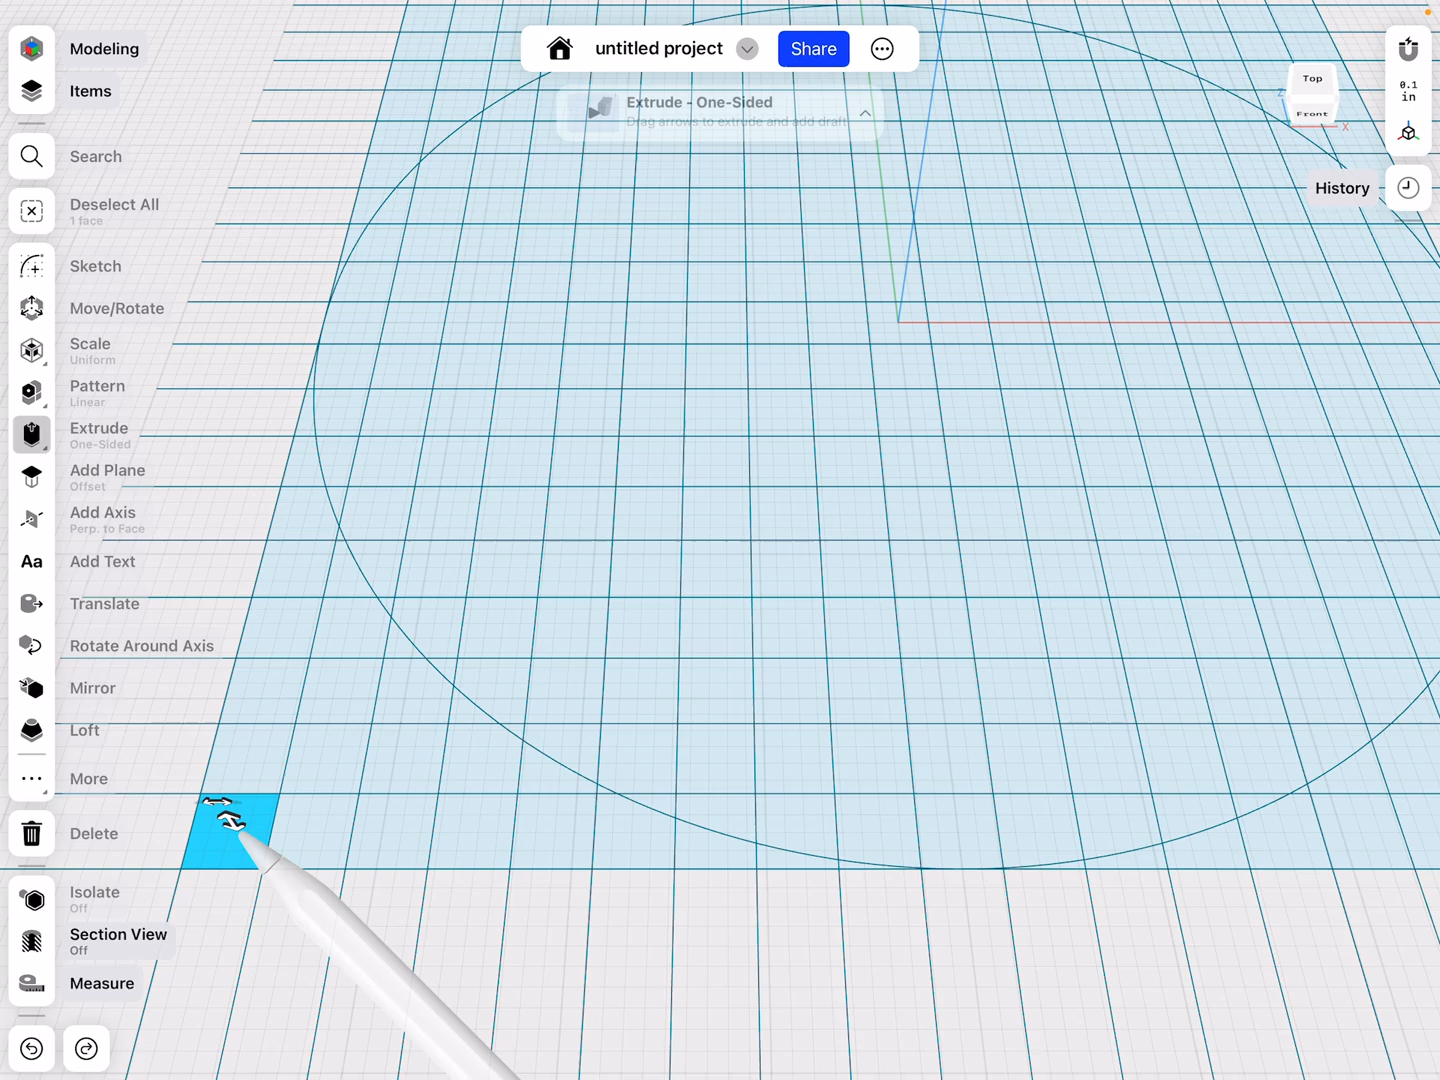 Modeling
Items
Search
Deselect All
1 face
Sketch
Move/Rotate
Scale
Uniform
Pattern
Linear
Extrude
One-Sided
Add Plane
Offset
Add Axis
Perp. to Face
Aa
Add Text
Translate
Rotate Around Axis
Mirror
Loft
More
Delete
Isolate
Off
Section View
Off
Measure
untitled project
Share
Extrude - One-Sided
Drag arrows to extrude and add draft
Top
Front
Z
X
0.1
in
History